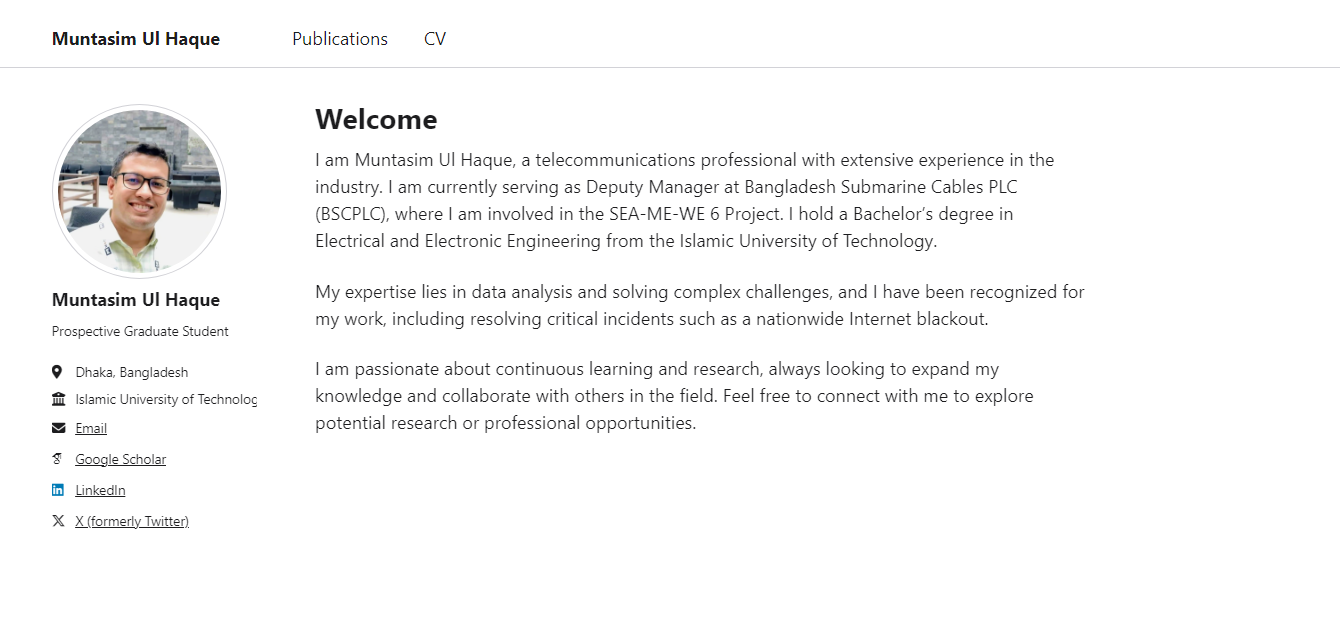 Muntasim Ul Haque Publications CV
Welcome
I am Muntasim Ul Haque, a telecommunications professional with extensive experience in the
industry. I am currently serving as Deputy Manager at Bangladesh Submarine Cables PLC
(BSCPLC), where I am involved in the SEA-ME-WE 6 Project. I hold a Bachelor’s degree in
Electrical and Electronic Engineering from the Islamic University of Technology.
My expertise lies in data analysis and solving complex challenges, and I have been recognized for
my work, including resolving critical incidents such as a nationwide Internet blackout.
I am passionate about continuous learning and research, always looking to expand my
knowledge and collaborate with others in the field. Feel free to connect with me to explore
potential research or professional opportunities.
Muntasim Ul Haque
Prospective Graduate Student
Dhaka, Bangladesh
Islamic University of Technolog
Email
Google Scholar
LinkedIn
X (formerly Twitter)